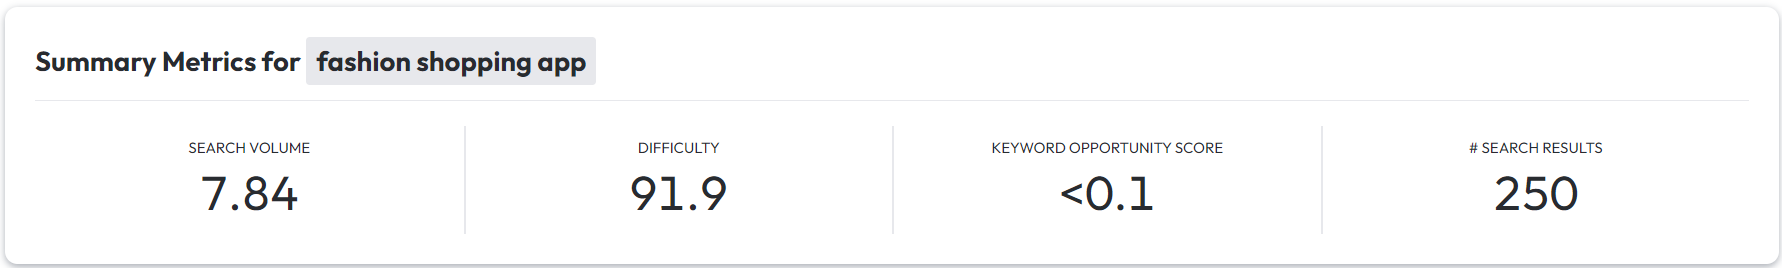 Summary Metrics for fashion shopping app
SEARCH VOLUME
7.84
DIFFICULTY
91.9
KEYWORD OPPORTUNITY SCORE
<0.1
# SEARCH RESULTS
250